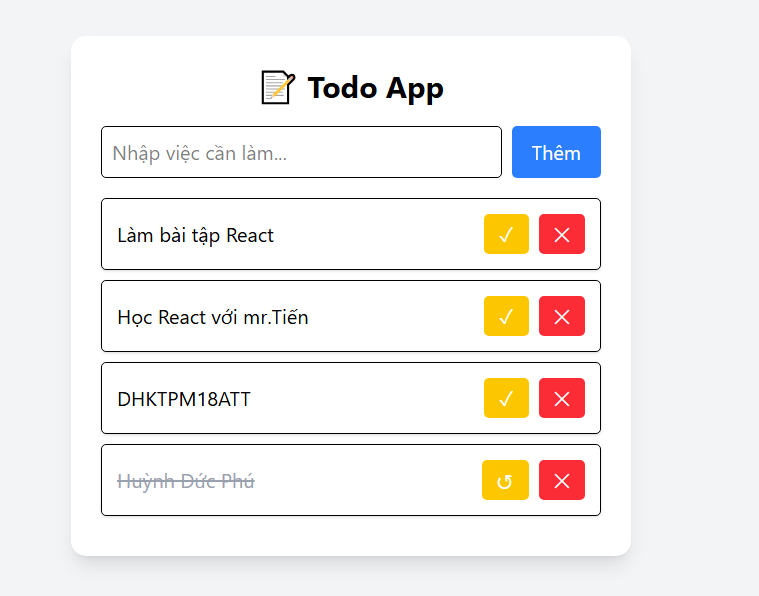 📝 Todo App
Nhập việc cần làm...
Thêm
Làm bài tập React
✓
✕
Học React với mr.Tiến
✓
✕
DHKTPM18ATT
✓
✕
Huỳnh Đức Phú
↺
✕